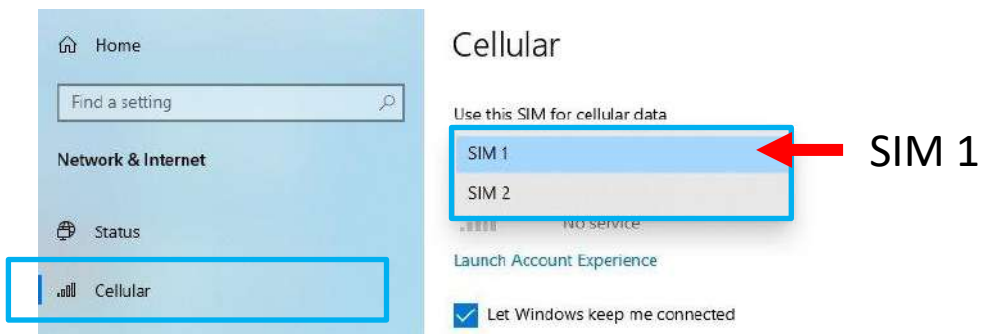 Home
Find a setting
Network & Internet
Status
Cellular
Cellular
Use this SIM for cellular data
SIM 1
SIM 2
No service
Launch Account Experience
Let Windows keep me connected
SIM 1